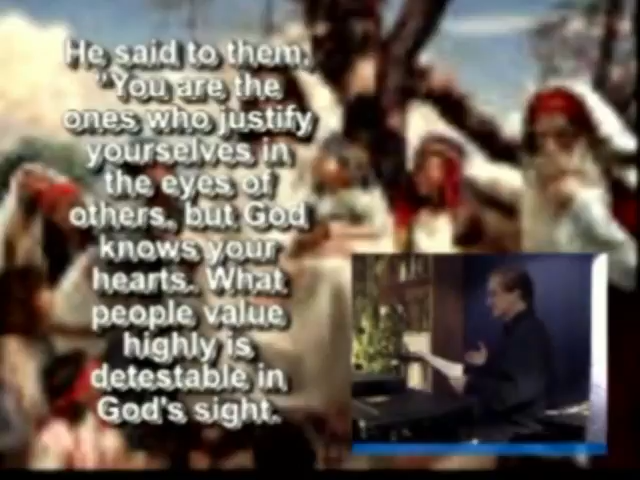 He said to them,
"You are the
ones who justify
yourselves in
the eyes of
others, but God
knows your
hearts. What
people value
highly is
detestable in
God's sight.